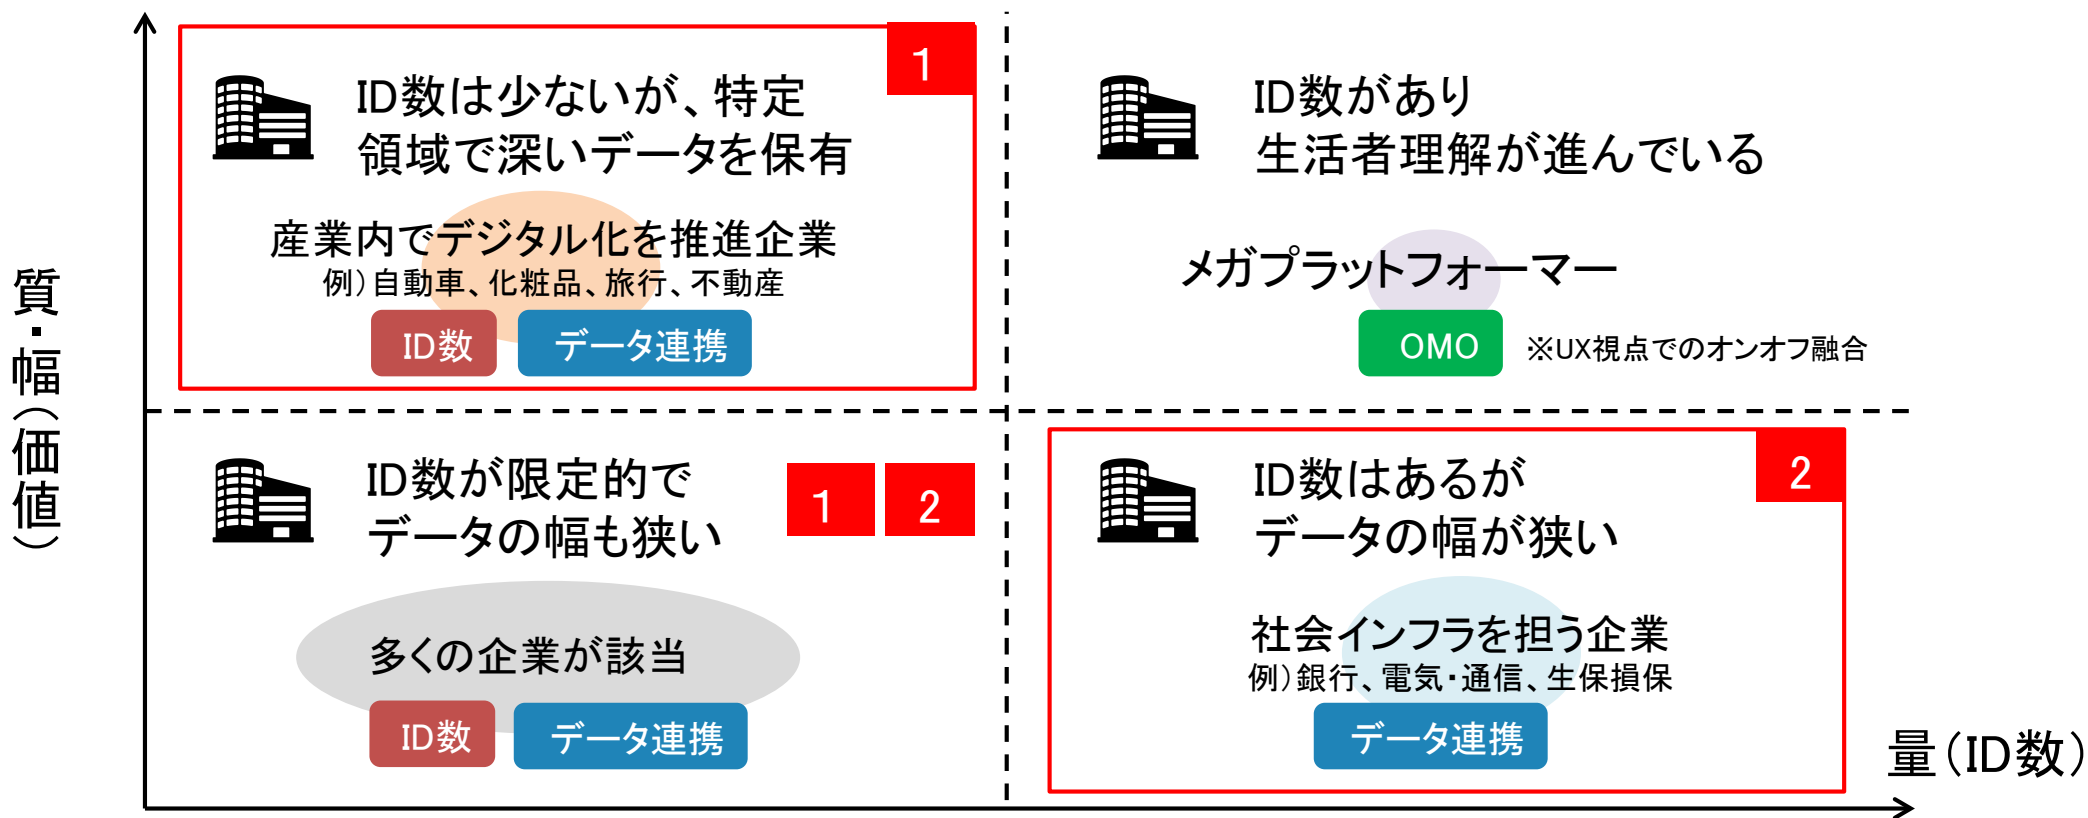 質・幅(価値)
1
ID数は少ないが、特定
領域で深いデータを保有
産業内でデジタル化を推進企業
例)自動車、化粧品、旅行、不動産
ID数
データ連携
ID数があり
生活者理解が進んでいる
メガプラットフォーマー
OMO
※UX視点でのオンオフ融合
ID数が限定的で
データの幅も狭い
1
2
多くの企業が該当
ID数
データ連携
2
ID数はあるが
データの幅が狭い
社会インフラを担う企業
例)銀行、電気・通信、生保損保
データ連携
量(ID数)